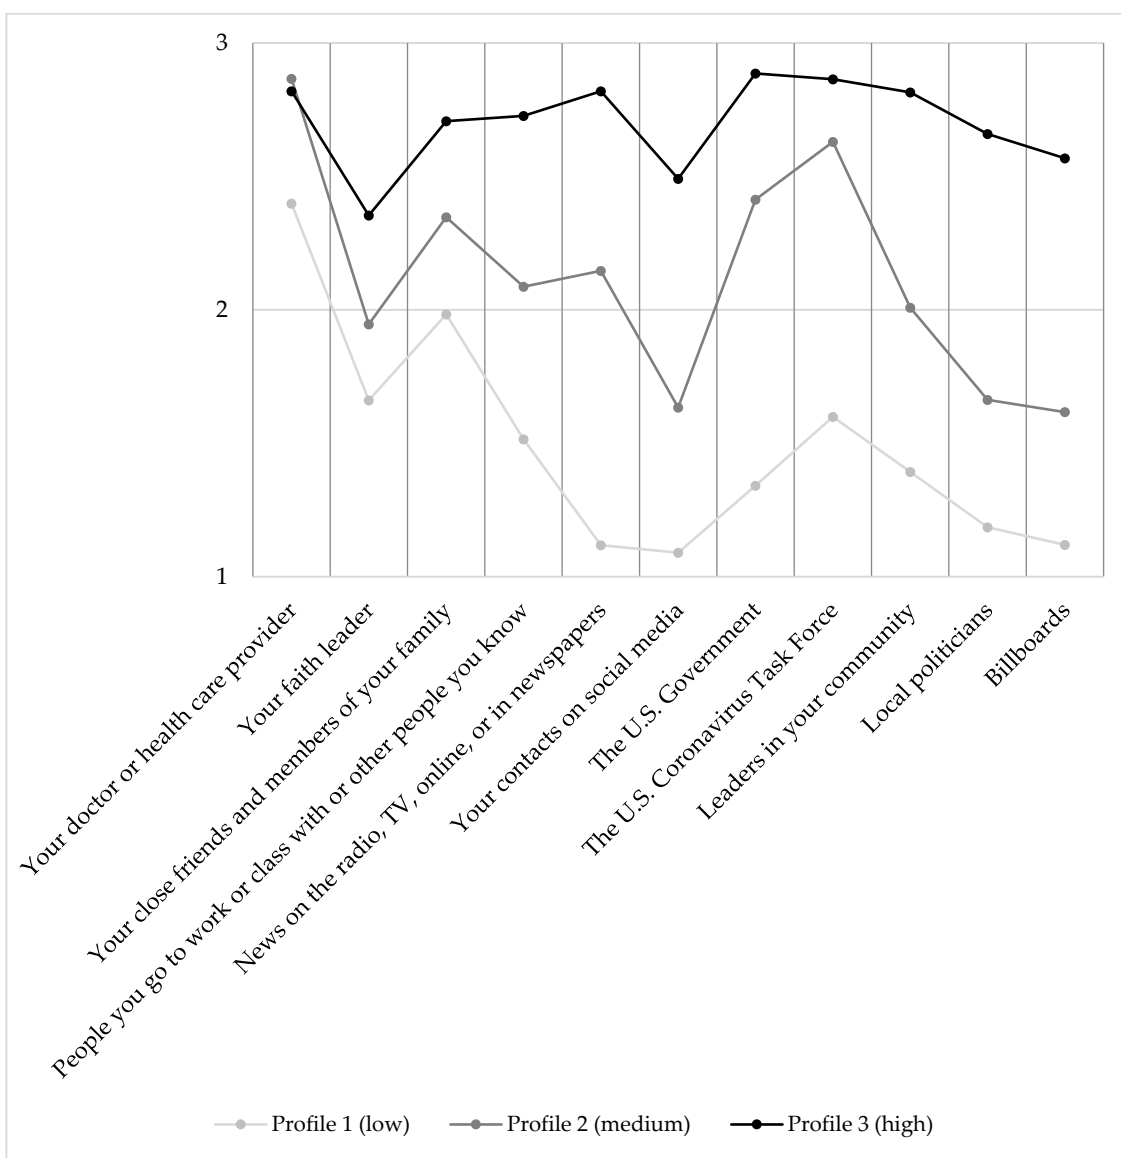 3
2
1
Your doctor or health care provider
Your faith leader
Your close friends and members of your family
People you go to work or class with or other people you know
News on the radio, TV, online, or in newspapers
Your contacts on social media
The U.S. Government
The U.S. Coronavirus Task Force
Leaders in your community
Local politicians
Billboards
Profile 1 (low)
Profile 2 (medium)
Profile 3 (high)